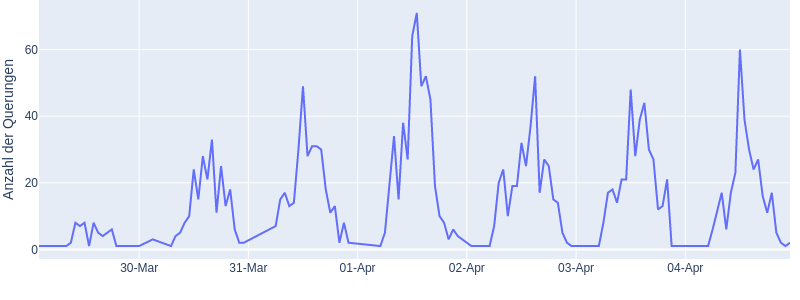 Anzahl der Querungen
60
40
20
0
30-Mar
31-Mar
01-Apr
02-Apr
03-Apr
04-Apr